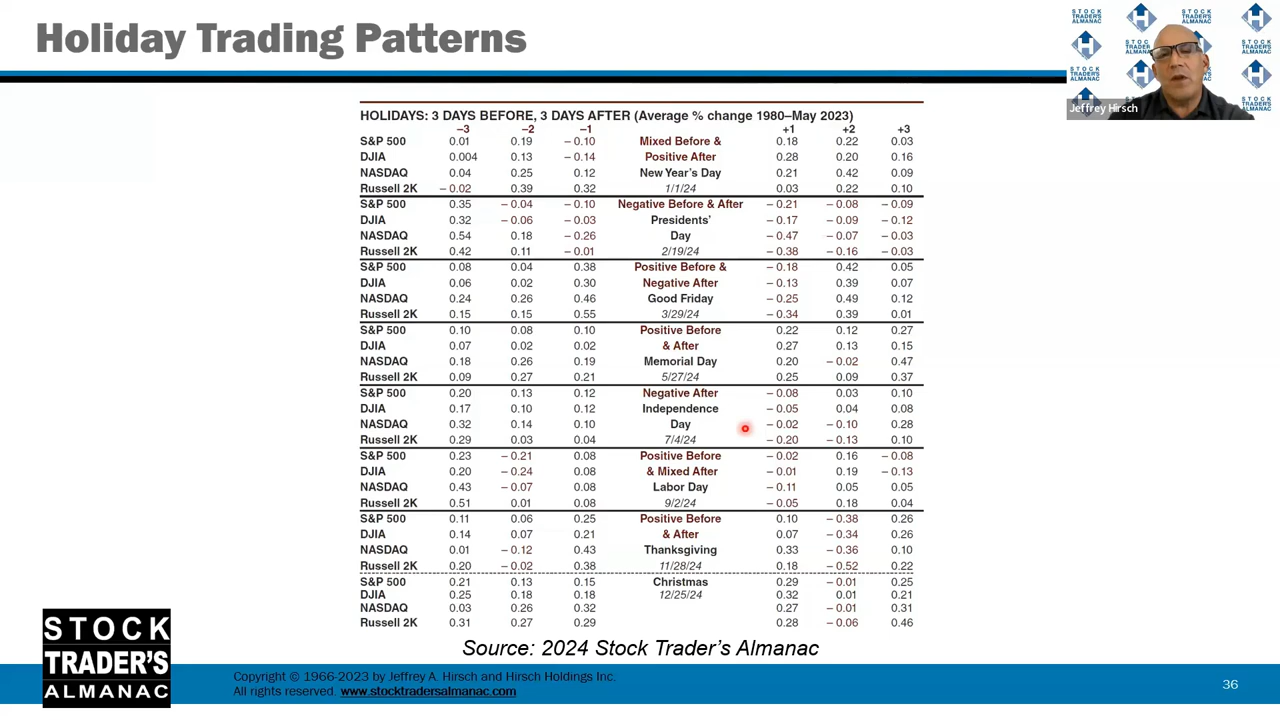 Holiday Trading Patterns
STOCK
TRADER'S
ALMANAC
Jeffrey Hirsch
HOLIDAYS: 3 DAYS BEFORE, 3 DAYS AFTER (Average % change 1980–May 2023)
–3 –2 –1 +1 +2 +3
S&P 500 0.01 0.19 – 0.10 Mixed Before & 0.18 0.22 0.03
DJIA 0.004 0.13 – 0.14 Positive After 0.28 0.20 0.16
NASDAQ 0.04 0.25 0.12 New Year's Day 0.21 0.42 0.09
Russell 2K – 0.02 0.39 0.32 1/1/24 0.03 0.22 0.10
S&P 500 0.35 – 0.04 – 0.10 Negative Before & After – 0.21 – 0.08 – 0.09
DJIA 0.32 – 0.06 – 0.03 Presidents' – 0.17 – 0.09 – 0.12
NASDAQ 0.54 0.18 – 0.26 Day – 0.47 – 0.07 – 0.03
Russell 2K 0.42 0.11 – 0.01 2/19/24 – 0.38 – 0.16 – 0.03
S&P 500 0.08 0.04 0.38 Positive Before & – 0.18 0.42 0.05
DJIA 0.06 0.02 0.30 Negative After – 0.13 0.39 0.07
NASDAQ 0.24 0.26 0.46 Good Friday – 0.25 0.49 0.12
Russell 2K 0.15 0.15 0.55 3/29/24 – 0.34 0.39 0.01
S&P 500 0.10 0.08 0.10 Positive Before 0.22 0.12 0.27
DJIA 0.07 0.02 0.02 & After 0.27 0.13 0.15
NASDAQ 0.18 0.26 0.19 Memorial Day 0.20 – 0.02 0.47
Russell 2K 0.09 0.27 0.21 5/27/24 0.25 0.09 0.37
S&P 500 0.20 0.13 0.12 Negative After – 0.08 0.03 0.10
DJIA 0.17 0.10 0.12 Independence – 0.05 0.04 0.08
NASDAQ 0.32 0.14 0.10 Day – 0.02 – 0.10 0.28
Russell 2K 0.29 0.03 0.04 7/4/24 – 0.20 – 0.13 0.10
S&P 500 0.23 – 0.21 0.08 Positive Before – 0.02 0.16 – 0.08
DJIA 0.20 – 0.24 0.08 & Mixed After – 0.01 0.19 – 0.13
NASDAQ 0.43 – 0.07 0.08 Labor Day – 0.11 0.05 0.05
Russell 2K 0.51 0.01 0.08 9/2/24 – 0.05 0.18 0.04
S&P 500 0.11 0.06 0.25 Positive Before 0.10 – 0.38 0.26
DJIA 0.14 0.07 0.21 & After 0.07 – 0.34 0.26
NASDAQ 0.01 – 0.12 0.43 Thanksgiving 0.33 – 0.36 0.10
Russell 2K 0.20 – 0.02 0.38 11/28/24 0.18 – 0.52 0.22
S&P 500 0.21 0.13 0.15 Christmas 0.29 – 0.01 0.25
DJIA 0.25 0.18 0.18 12/25/24 0.32 0.01 0.21
NASDAQ 0.03 0.26 0.32 0.27 – 0.01 0.31
Russell 2K 0.31 0.27 0.29 0.28 – 0.06 0.46
Source: 2024 Stock Trader's Almanac
STOCK
TRADER'S
ALMANAC
Copyright © 1966-2023 by Jeffrey A. Hirsch and Hirsch Holdings Inc.
All rights reserved. www.stocktradersalmanac.com
36